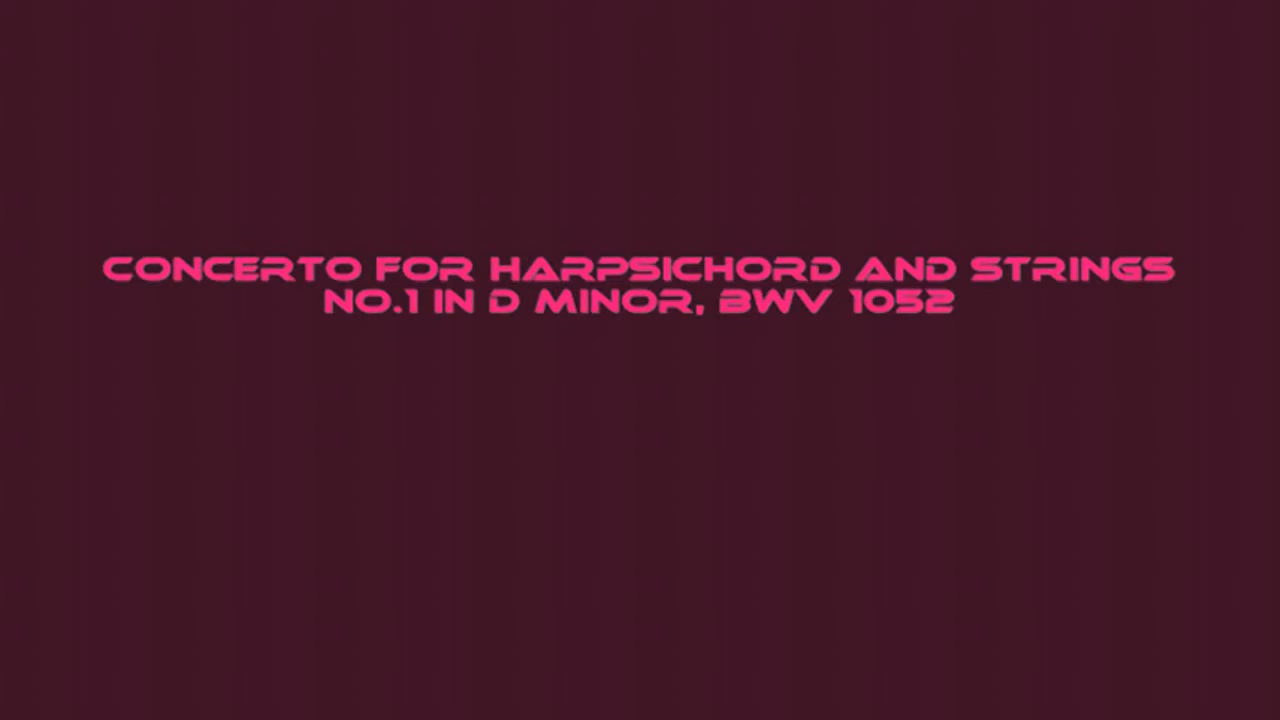 CONCERTO FOR HARPSICHORD AND STRINGS
NO.1 IN D MINOR, BWV 1052